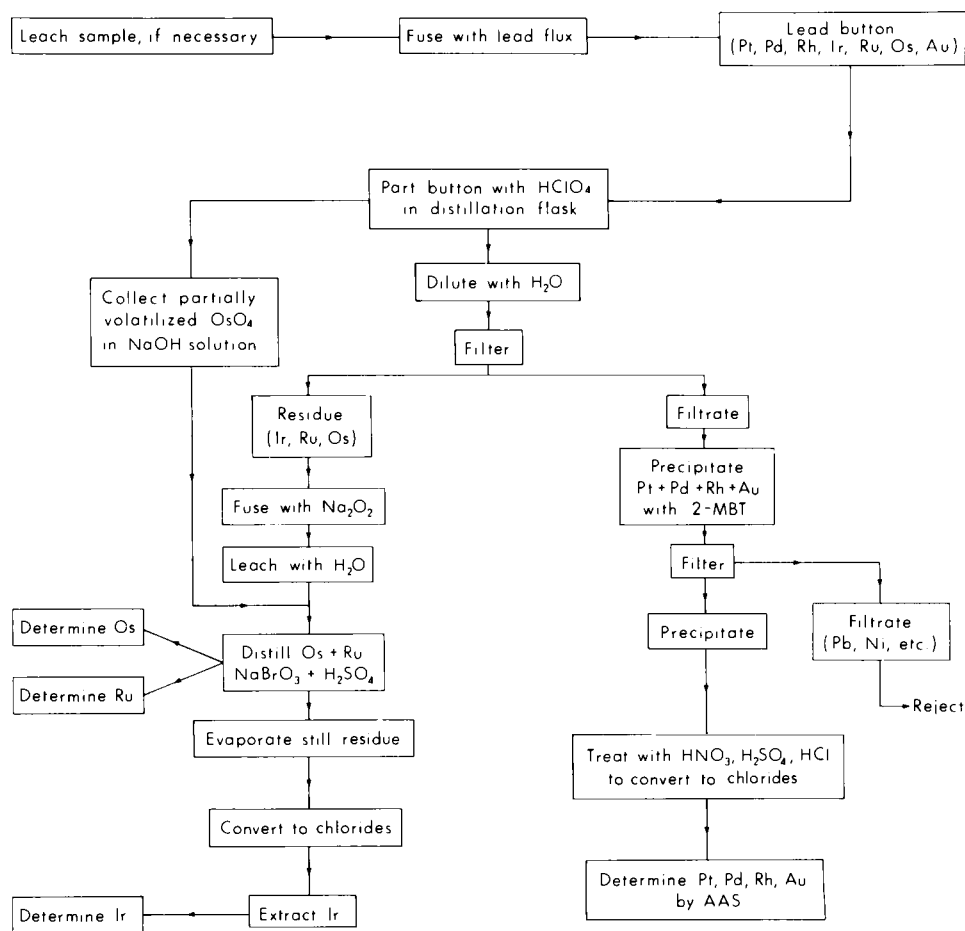 Leach sample, if necessary
Fuse with lead flux
Lead button
(Pt, Pd, Rh, Ir, Ru, Os, Au)
Part button with HClO₄
in distillation flask
Dilute with H₂O
Collect partially
volatilized OsO₄
in NaOH solution
Filter
Residue
(Ir, Ru, Os)
Filtrate
Precipitate
Pt + Pd + Rh + Au
with 2-MBT
Fuse with Na₂O₂
Leach with H₂O
Filter
Determine Os
Distill Os + Ru
NaBrO₃ + H₂SO₄
Precipitate
Filtrate
(Pb, Ni, etc.)
Determine Ru
Reject
Evaporate still residue
Treat with HNO₃, H₂SO₄, HCl
to convert to chlorides
Convert to chlorides
Determine Pt, Pd, Rh, Au
by AAS
Determine Ir
Extract Ir